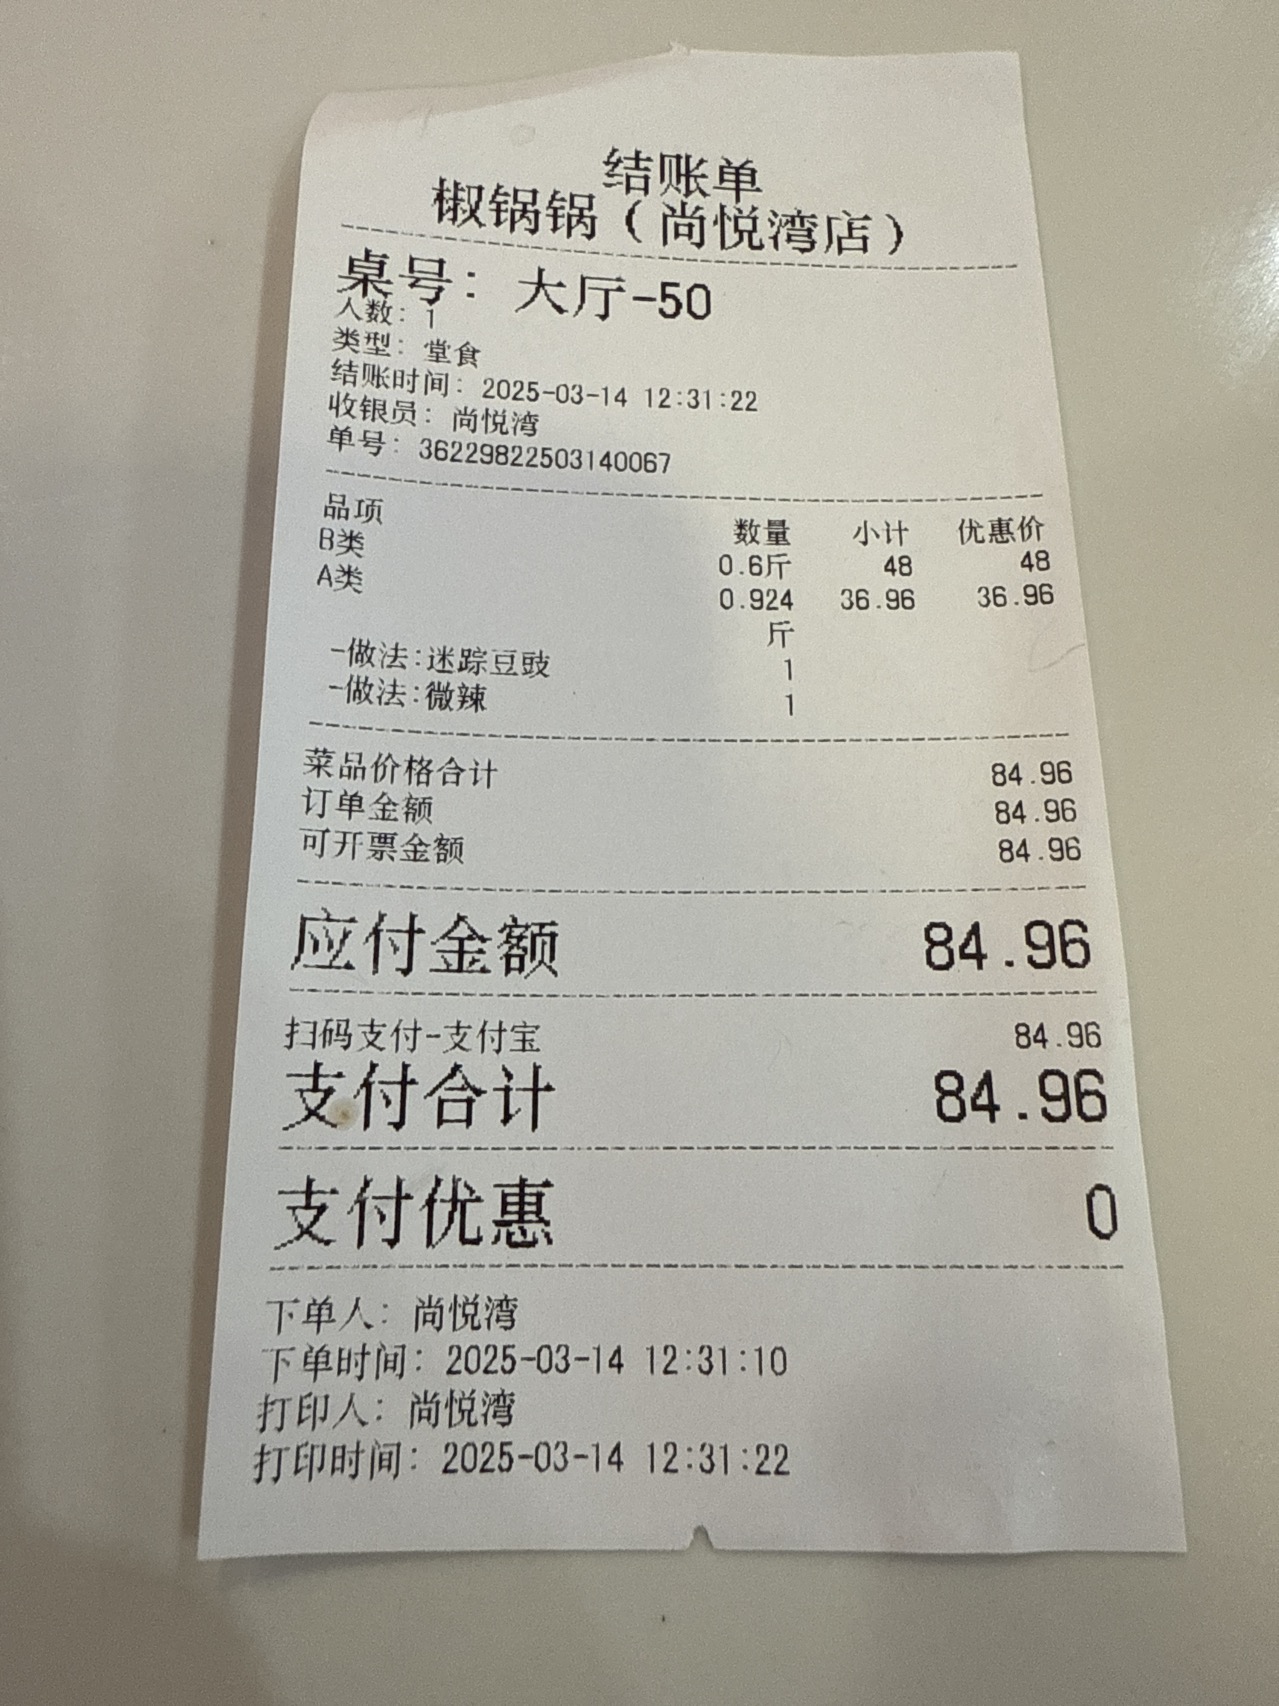 结账单
椒锅锅（尚悦湾店）
桌号：大厅-50
人数：1
类型：堂食
结账时间：2025-03-14 12:31:22
收银员：尚悦湾
单号：36229822503140067
品项 数量 小计 优惠价
B类 0.6斤 48 48
A类 0.924 36.96 36.96
斤
-做法:迷踪豆豉 1
-做法:微辣 1
菜品价格合计 84.96
订单金额 84.96
可开票金额 84.96
应付金额 84.96
扫码支付-支付宝 84.96
支付合计 84.96
支付优惠 0
下单人：尚悦湾
下单时间：2025-03-14 12:31:10
打印人：尚悦湾
打印时间：2025-03-14 12:31:22